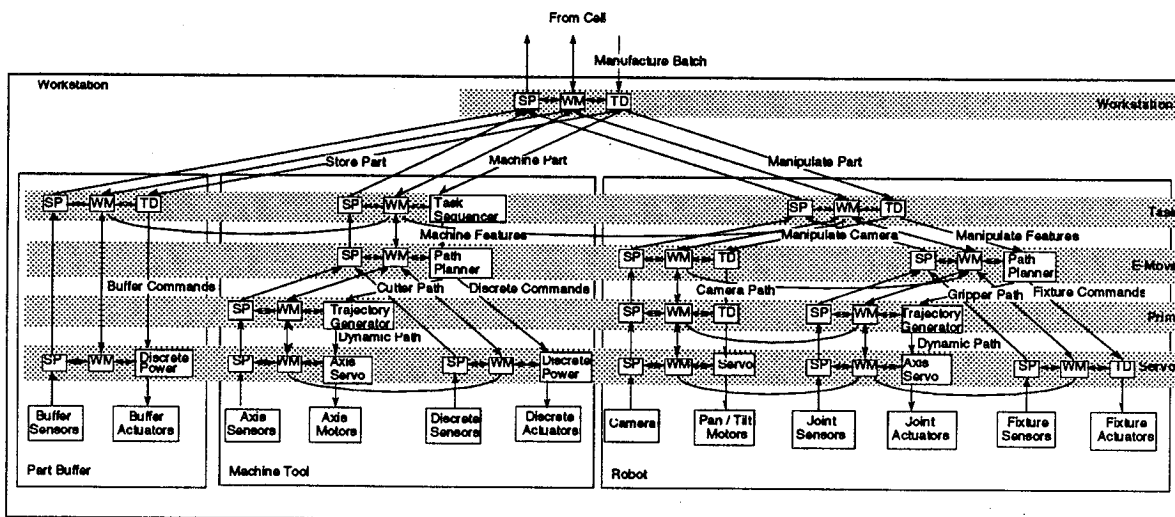 From Cell
Manufacture Batch
Workstation
SP WM TD Workstation
Store Part Machine Part Manipulate Part
SP WM TD SP WM Task Sequencer SP WM TD Task
Machine Features Manipulate Camera Manipulate Features
SP WM Path Planner SP WM TD SP WM Path Planner E-Move
Buffer Commands Cutter Path Discrete Commands Camera Path Gripper Path Fixture Commands
SP WM Trajectory Generator SP WM TD SP WM Trajectory Generator Prim
Dynamic Path Dynamic Path
SP WM Discrete Power SP WM Axis Servo SP WM Discrete Power SP WM Servo SP WM Axis Servo SP WM TD Servo
Buffer Sensors Buffer Actuators Axis Sensors Axis Motors Discrete Sensors Discrete Actuators Camera Pan / Tilt Motors Joint Sensors Joint Actuators Fixture Sensors Fixture Actuators
Part Buffer Machine Tool Robot